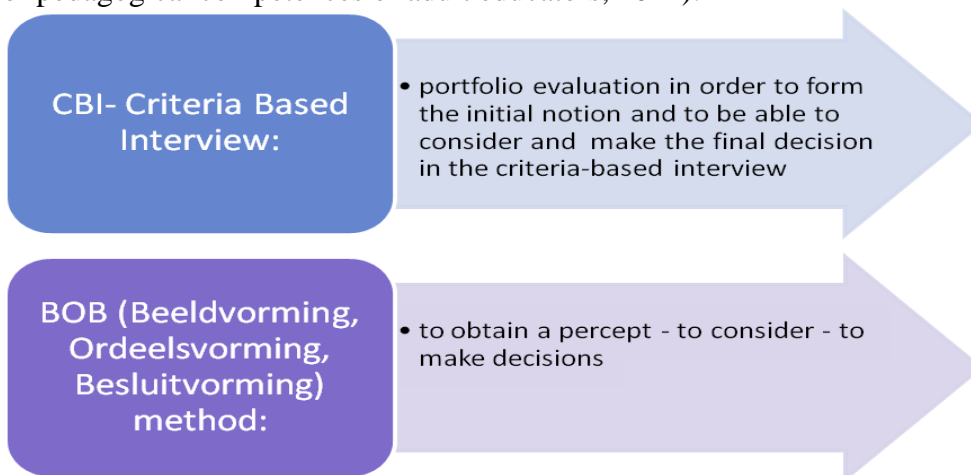 CBI- Criteria Based
Interview:
• portfolio evaluation in order to form
the initial notion and to be able to
consider and make the final decision
in the criteria-based interview
BOB (Beeldvorming,
Ordeelsvorming,
Besluitvorming)
method:
• to obtain a percept - to consider - to
make decisions